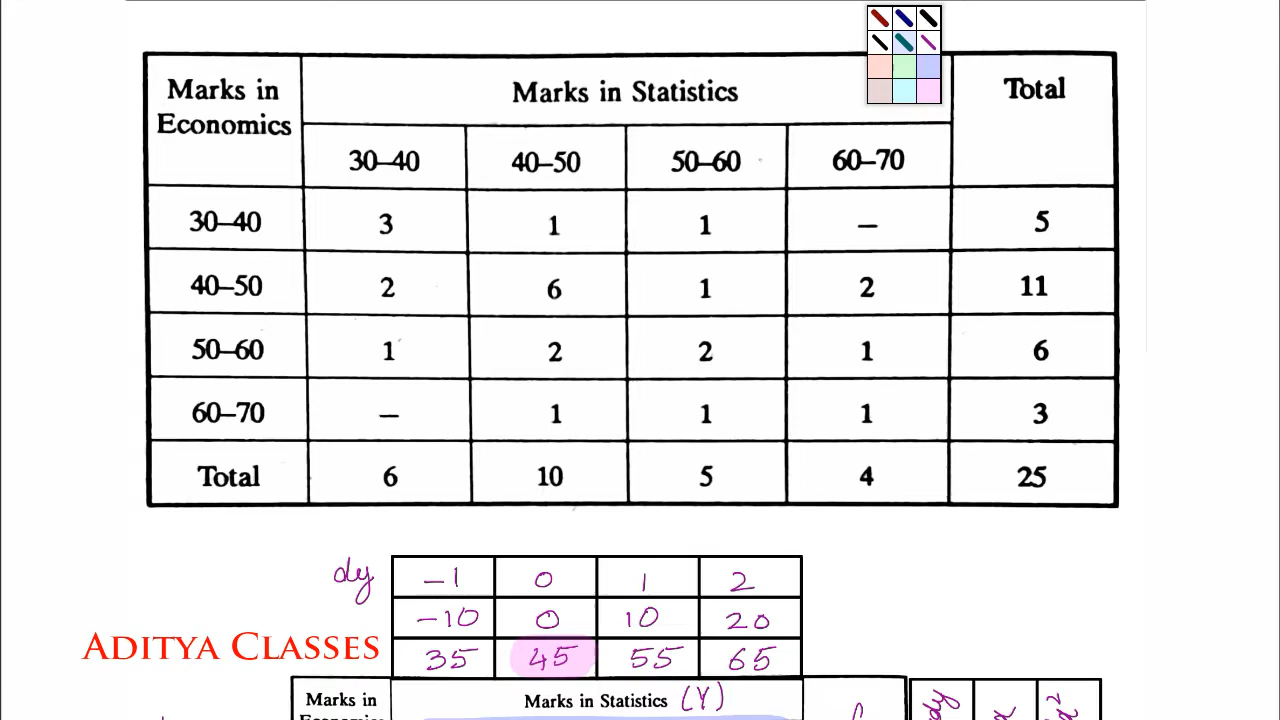 Marks in Economics Marks in Statistics Total
30–40 40–50 50–60 60–70
30–40 3 1 1 – 5
40–50 2 6 1 2 11
50–60 1 2 2 1 6
60–70 – 1 1 1 3
Total 6 10 5 4 25
dy -1 0 1 2
-10 0 10 20
ADITYA CLASSES 35 45 55 65
Marks in Marks in Statistics (Y) dy